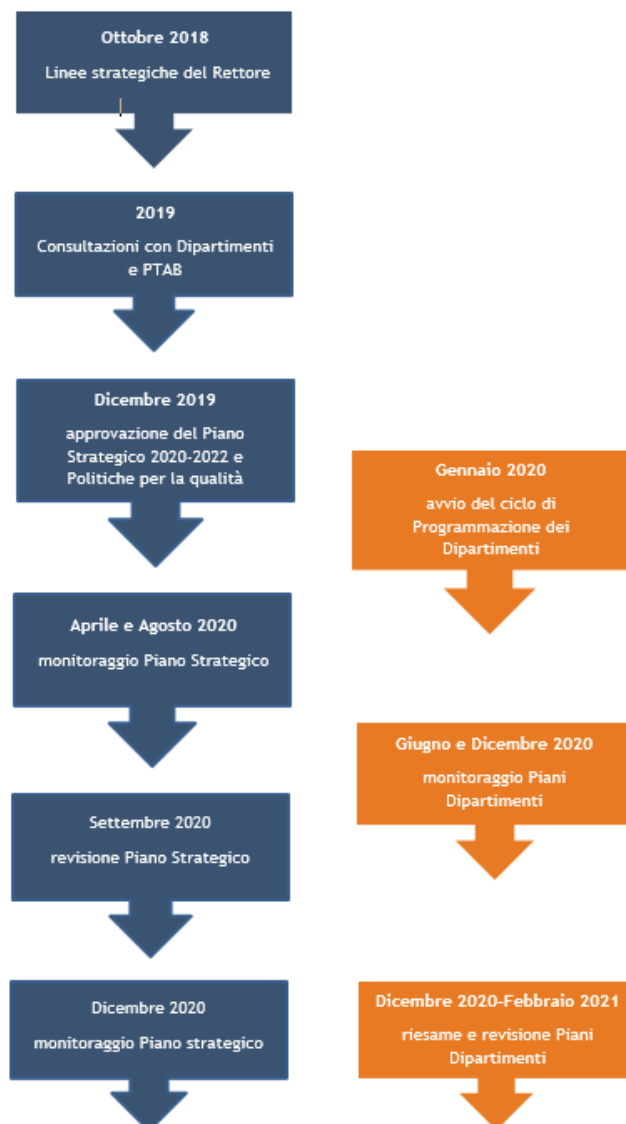 Ottobre 2018
Linee strategiche del Rettore
2019
Consultazioni con Dipartimenti
e PTAB
Dicembre 2019
approvazione del Piano
Strategico 2020-2022 e
Politiche per la qualità
Gennaio 2020
avvio del ciclo di
Programmazione dei
Dipartimenti
Aprile e Agosto 2020
monitoraggio Piano Strategico
Giugno e Dicembre 2020
monitoraggio Piani
Dipartimenti
Settembre 2020
revisione Piano Strategico
Dicembre 2020
monitoraggio Piano strategico
Dicembre 2020-Febbraio 2021
riesame e revisione Piani
Dipartimenti